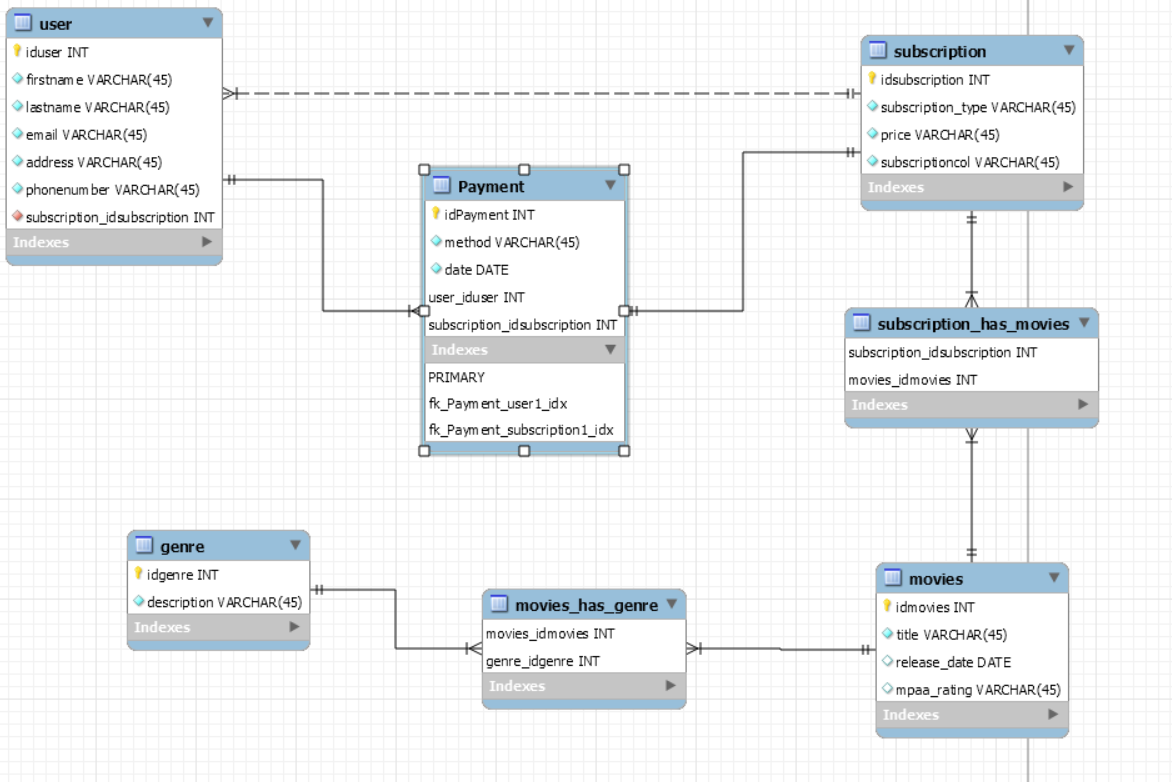 user
iduser INT
firstname VARCHAR(45)
lastname VARCHAR(45)
email VARCHAR(45)
address VARCHAR(45)
phonenumber VARCHAR(45)
subscription_idsubscription INT
Indexes
subscription
idsubscription INT
subscription_type VARCHAR(45)
price VARCHAR(45)
subscriptioncol VARCHAR(45)
Indexes
Payment
idPayment INT
method VARCHAR(45)
date DATE
user_iduser INT
subscription_idsubscription INT
Indexes
PRIMARY
fk_Payment_user1_idx
fk_Payment_subscription1_idx
subscription_has_movies
subscription_idsubscription INT
movies_idmovies INT
Indexes
genre
idgenre INT
description VARCHAR(45)
Indexes
movies_has_genre
movies_idmovies INT
genre_idgenre INT
Indexes
movies
idmovies INT
title VARCHAR(45)
release_date DATE
mpaa_rating VARCHAR(45)
Indexes